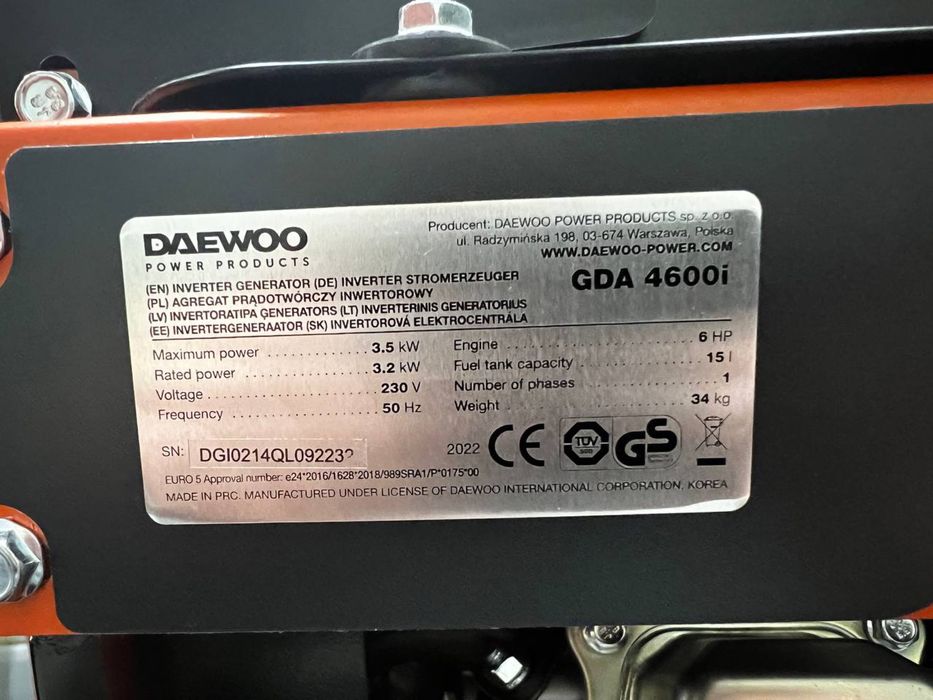 DAEWOO
POWER PRODUCTS
Producent: DAEWOO POWER PRODUCTS sp. z o.o.
ul. Radzymińska 198, 03-674 Warszawa, Polska
WWW.DAEWOO-POWER.COM
GDA 4600i
(EN) INVERTER GENERATOR (DE) INVERTER STROMERZEUGER
(PL) AGREGAT PRĄDOTWÓRCZY INWERTOROWY
(LV) INVERTORATIPA ĢENERATORS (LT) INVERTERINIS GENERATORIUS
(EE) INVERTERGENERAATOR (SK) INVERTOROVÁ ELEKTROCENTRÁLA
Maximum power 3.5 kW
Rated power 3.2 kW
Voltage 230 V
Frequency 50 Hz
Engine 6 HP
Fuel tank capacity 15 l
Number of phases 1
Weight 34 kg
SN:
2022 CE TÜV SÜD GS
EURO 5 Approval number: e24*2016/1628*2018/989SRA1/P*0175*00
MADE IN PRC. MANUFACTURED UNDER LICENSE OF DAEWOO INTERNATIONAL CORPORATION, KOREA